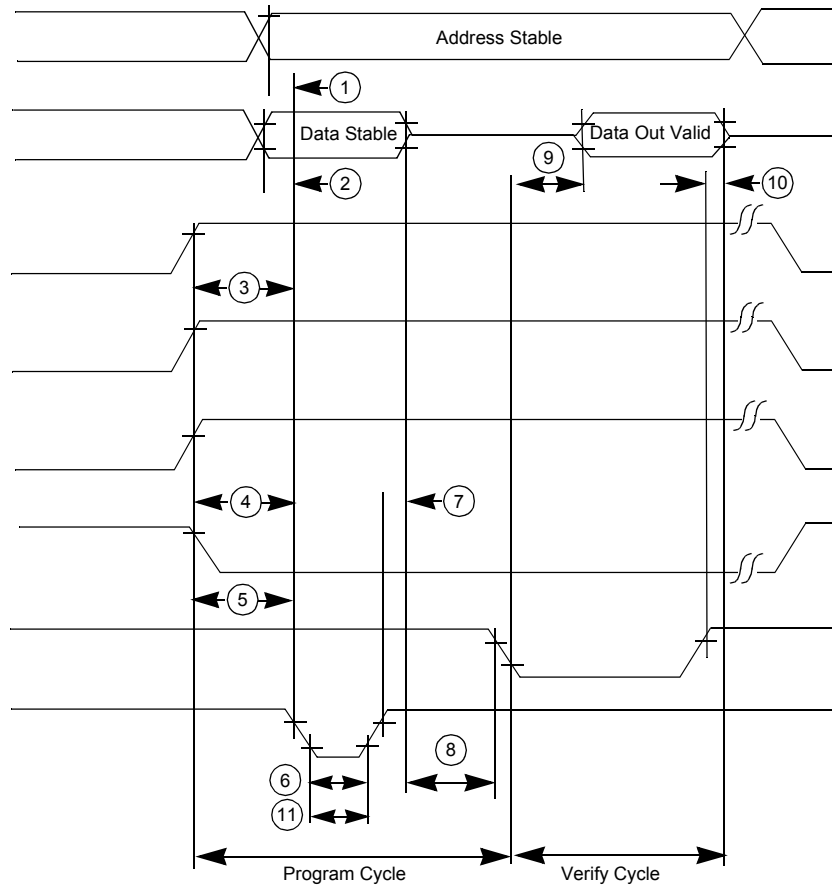 Address Stable
1
Data Stable
Data Out Valid
9
2
10
3
4
7
5
8
6
11
Program Cycle
Verify Cycle